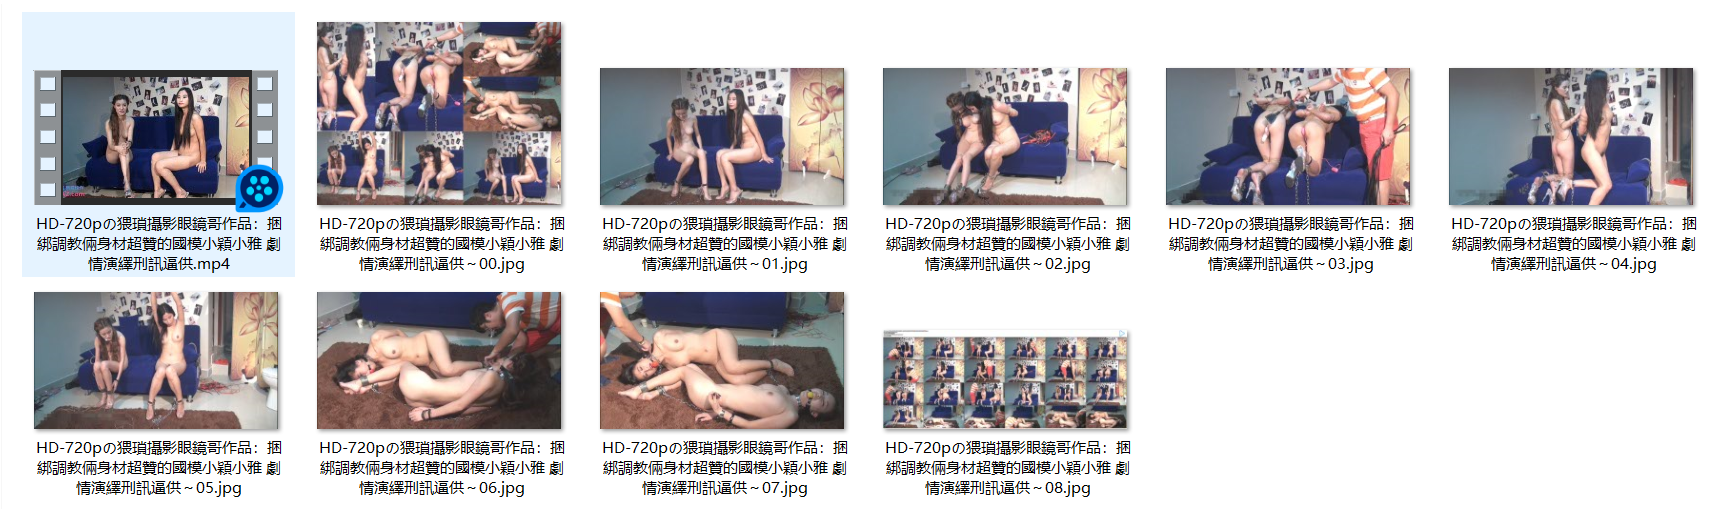 HD-720pの猥瑣攝影眼鏡哥作品：捆
綁調教倆身材超贊的國模小穎小雅 劇
情演繹刑訊逼供.mp4
HD-720pの猥瑣攝影眼鏡哥作品：捆
綁調教倆身材超贊的國模小穎小雅 劇
情演繹刑訊逼供～00.jpg
HD-720pの猥瑣攝影眼鏡哥作品：捆
綁調教倆身材超贊的國模小穎小雅 劇
情演繹刑訊逼供～01.jpg
HD-720pの猥瑣攝影眼鏡哥作品：捆
綁調教倆身材超贊的國模小穎小雅 劇
情演繹刑訊逼供～02.jpg
HD-720pの猥瑣攝影眼鏡哥作品：捆
綁調教倆身材超贊的國模小穎小雅 劇
情演繹刑訊逼供～03.jpg
HD-720pの猥瑣攝影眼鏡哥作品：捆
綁調教倆身材超贊的國模小穎小雅 劇
情演繹刑訊逼供～04.jpg
HD-720pの猥瑣攝影眼鏡哥作品：捆
綁調教倆身材超贊的國模小穎小雅 劇
情演繹刑訊逼供～05.jpg
HD-720pの猥瑣攝影眼鏡哥作品：捆
綁調教倆身材超贊的國模小穎小雅 劇
情演繹刑訊逼供～06.jpg
HD-720pの猥瑣攝影眼鏡哥作品：捆
綁調教倆身材超贊的國模小穎小雅 劇
情演繹刑訊逼供～07.jpg
HD-720pの猥瑣攝影眼鏡哥作品：捆
綁調教倆身材超贊的國模小穎小雅 劇
情演繹刑訊逼供～08.jpg